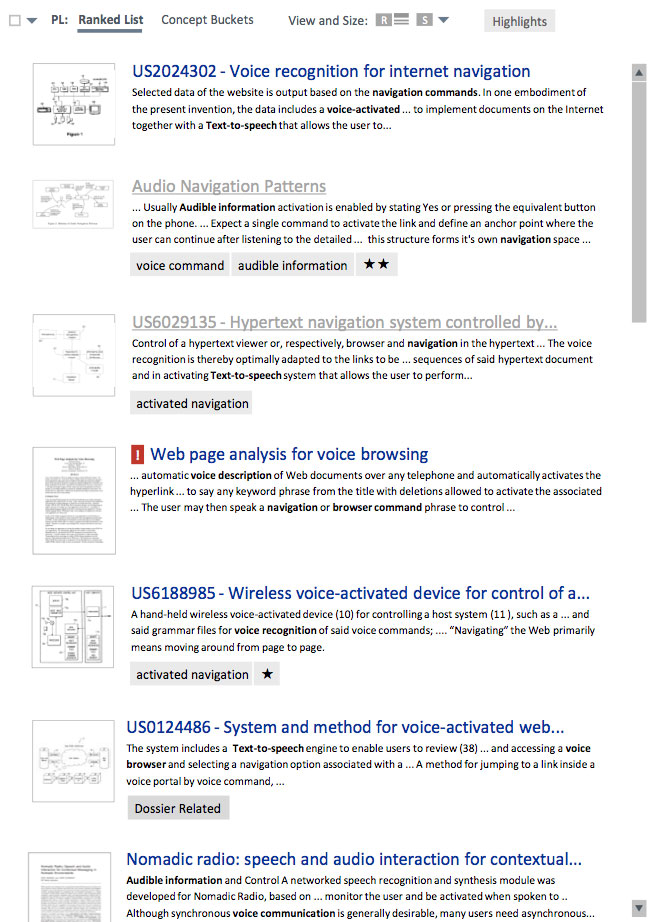 PL: Ranked List Concept Buckets View and Size: R S Highlights
US2024302 - Voice recognition for internet navigation
Selected data of the website is output based on the navigation commands. In one embodiment of
the present invention, the data includes a voice-activated ... to implement documents on the Internet
together with a Text-to-speech that allows the user to...
Figure 1
Audio Navigation Patterns
... Usually Audible information activation is enabled by stating Yes or pressing the equivalent button
on the phone. ... Expect a single command to activate the link and define an anchor point where the
user can continue after listening to the detailed ... this structure forms it's own navigation space ...
voice command audible information ★★
US6029135 - Hypertext navigation system controlled by...
Control of a hypertext viewer or, respectively, browser and navigation in the hypertext ... The voice
recognition is thereby optimally adapted to the links to be ... sequences of said hypertext document
and in activating Text-to-speech system that allows the user to perform...
activated navigation
! Web page analysis for voice browsing
... automatic voice description of Web documents over any telephone and automatically activates the
hyperlink ... to say any keyword phrase from the title with deletions allowed to activate the associated
... The user may then speak a navigation or browser command phrase to control ...
US6188985 - Wireless voice-activated device for control of a...
A hand-held wireless voice-activated device (10) for controlling a host system (11 ), such as a ... and
said grammar files for voice recognition of said voice commands; .... “Navigating” the Web primarily
means moving around from page to page.
activated navigation ★
US0124486 - System and method for voice-activated web...
The system includes a Text-to-speech engine to enable users to review (38) ... and accessing a voice
browser and selecting a navigation option associated with a ... A method for jumping to a link inside a
voice portal by voice command, ...
Dossier Related
Nomadic radio: speech and audio interaction for contextual...
Audible information and Control A networked speech recognition and synthesis module was
developed for Nomadic Radio, based on ... monitor the user and be activated when spoken to ..
Although synchronous voice communication is generally desirable, many users need asynchronous...